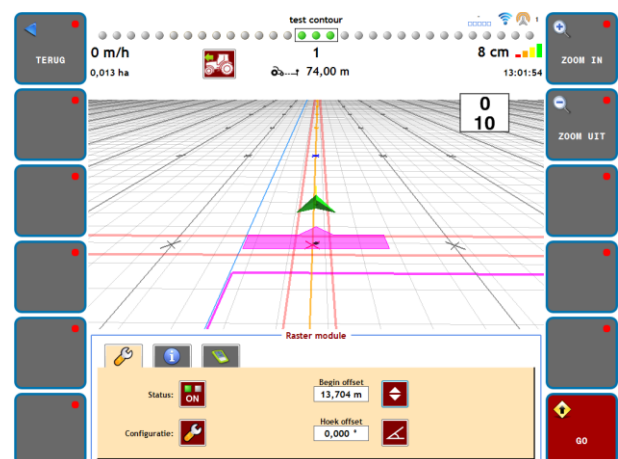 test contour
1
TERUG
0 m/h
1
8 cm
ZOOM IN
0,013 ha
74,00 m
13:01:54
0
10
ZOOM UIT
Raster module
Status:
ON
Begin offset
13,704 m
Configuratie:
Hoek offset
0,000 °
GO